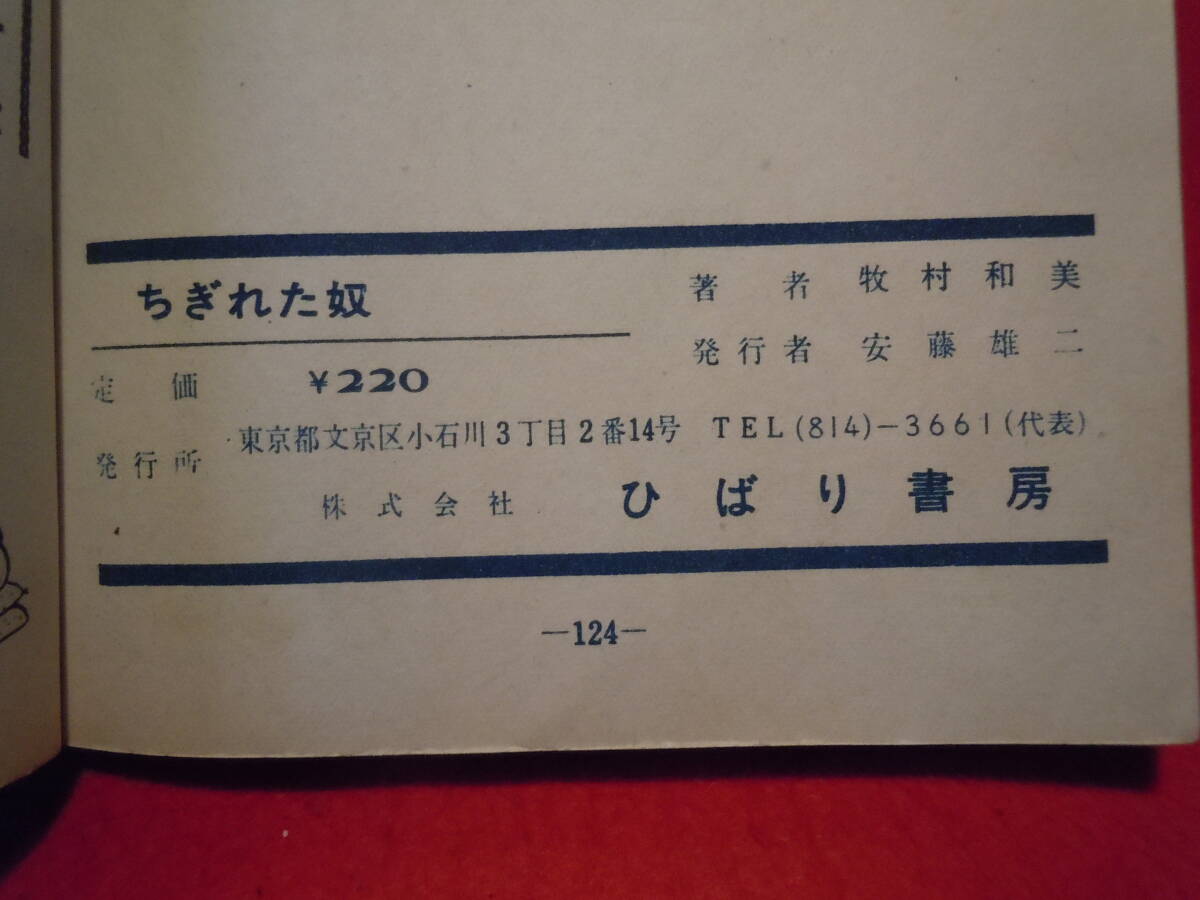 ちぎれた奴
著者 牧村和美
発行者 安藤雄二
定価 ¥220
発行所 東京都文京区小石川3丁目2番14号 TEL(814)-3661(代表)
株式会社 ひばり書房
-124-